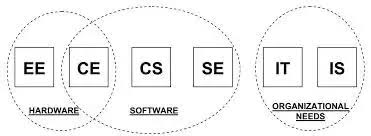 EE CE CS SE IT IS
HARDWARE SOFTWARE ORGANIZATIONAL
NEEDS